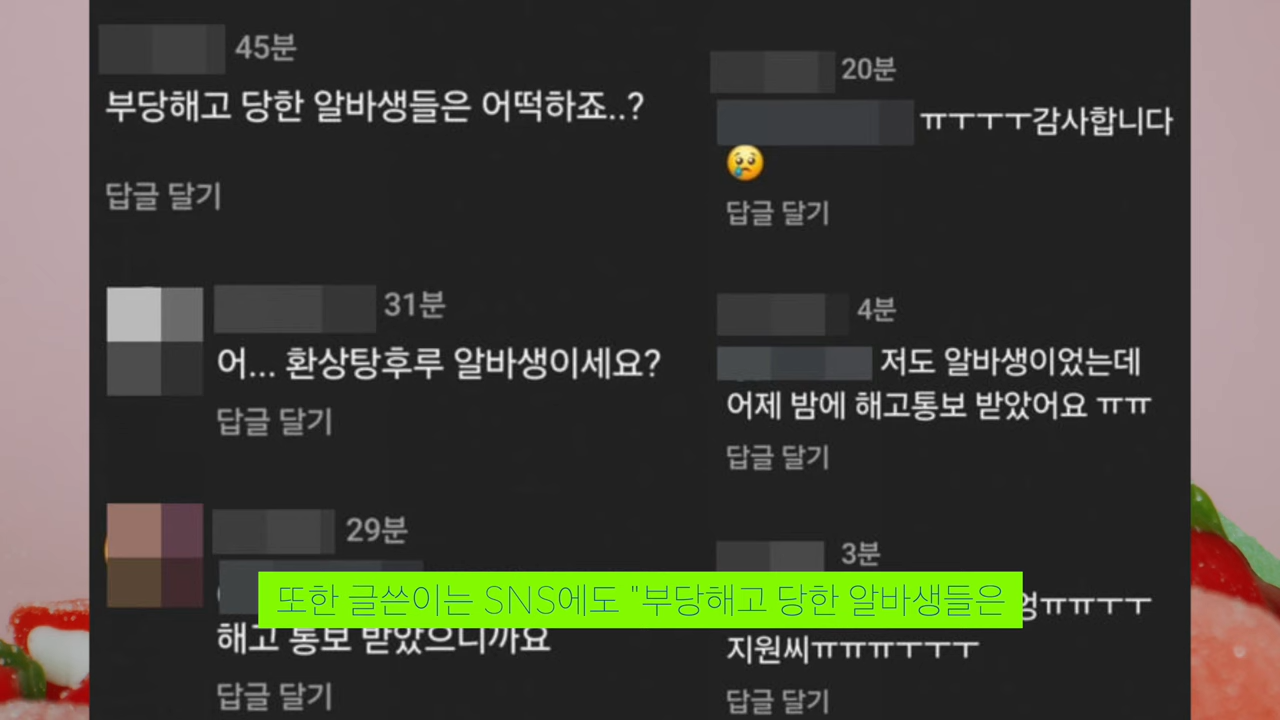 45분
부당해고 당한 알바생들은 어떡하죠..?
답글 달기
31분
어... 환상탕후루 알바생이세요?
답글 달기
29분
해고 통보 받았으니까요
답글 달기
20분
ㅠㅜㅜㅜ감사합니다
답글 달기
4분
저도 알바생이었는데
어제 밤에 해고통보 받았어요 ㅠㅠ
답글 달기
3분
엉ㅠㅠㅜㅜ
지원씨ㅠㅠㅠㅜㅜㅜ
답글 달기
또한 글쓴이는 SNS에도 "부당해고 당한 알바생들은